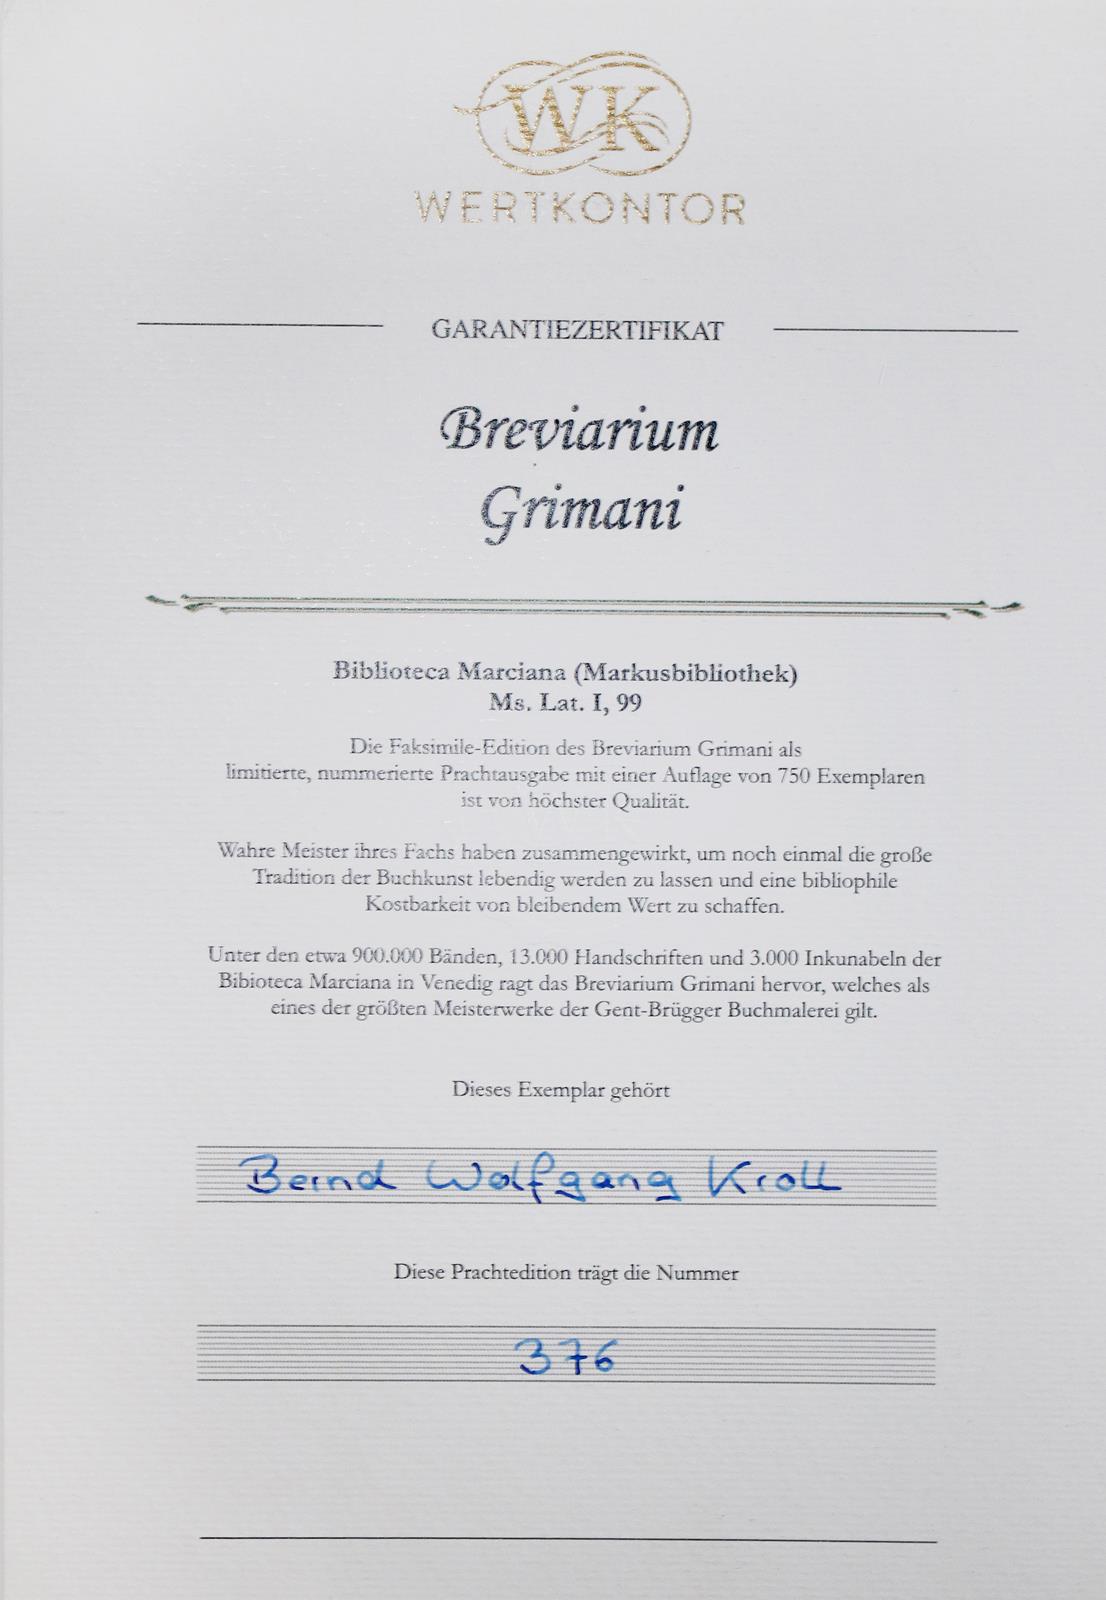 WK
WERTKONTOR
GARANTIEZERTIFIKAT
Breviarium
Grimani
Biblioteca Marciana (Markusbibliothek)
Ms. Lat. I, 99
Die Faksimile-Edition des Breviarium Grimani als
limitierte, nummerierte Prachtausgabe mit einer Auflage von 750 Exemplaren
ist von höchster Qualität.
Wahre Meister ihres Fachs haben zusammengewirkt, um noch einmal die große
Tradition der Buchkunst lebendig werden zu lassen und eine bibliophile
Kostbarkeit von bleibendem Wert zu schaffen.
Unter den etwa 900.000 Bänden, 13.000 Handschriften und 3.000 Inkunabeln der
Bibioteca Marciana in Venedig ragt das Breviarium Grimani hervor, welches als
eines der größten Meisterwerke der Gent-Brügger Buchmalerei gilt.
Dieses Exemplar gehört
Bernd Wolfgang Kroll
Diese Prachtedition trägt die Nummer
376